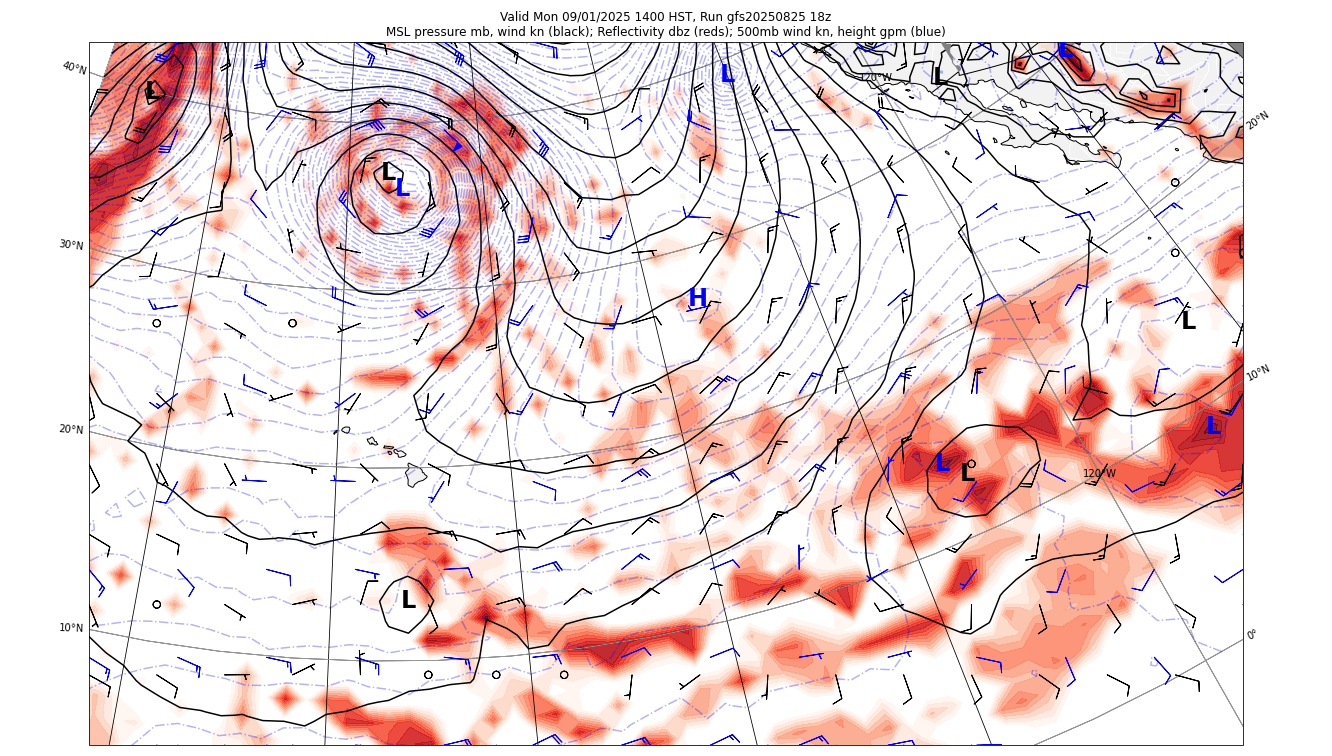 Valid Mon 09/01/2025 1400 HST, Run gfs20250825 18z
MSL pressure mb, wind kn (black); Reflectivity dbz (reds); 500mb wind kn, height gpm (blue)
40°N
120°W
20°N
30°N
20°N
10°N
10°N
0°
120°W
L
L
L
L
L
L
H
L
L
L
L
L